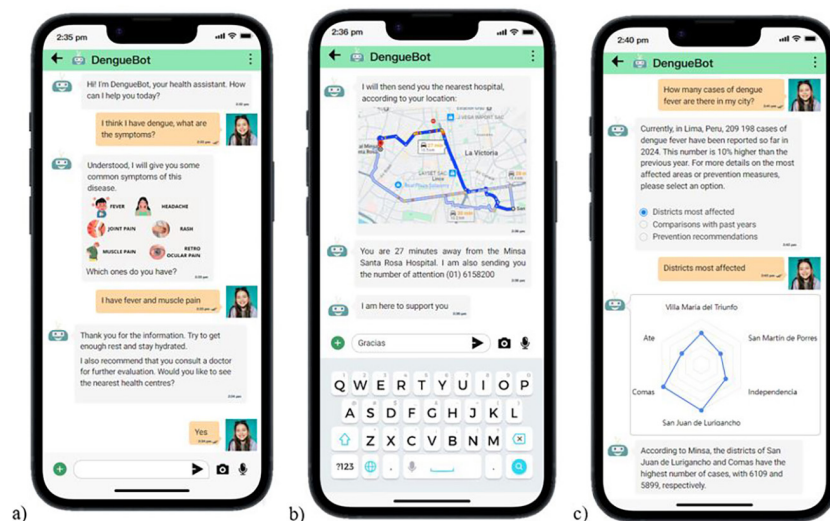 2:35 pm
DengueBot
Hi! I'm DengueBot, your health assistant. How
can I help you today?
I think I have dengue, what are
the symptoms?
Understood, I will give you some
common symptoms of this
disease.
FEVER
HEADACHE
JOINT PAIN
RASH
MUSCLE PAIN
RETRO
OCULAR PAIN
Which ones do you have?
I have fever and muscle pain
Thank you for the information. Try to get
enough rest and stay hydrated.
I also recommend that you consult a doctor
for further evaluation. Would you like to see
the nearest health centres?
Yes
a)
2:36 pm
DengueBot
I will then send you the nearest hospital,
according to your location:
La Victoria
You are 27 minutes away from the Minsa
Santa Rosa Hospital. I am also sending you
the number of attention (01) 6158200
I am here to support you
Gracias
Q W E R T Y U I O P
A S D F G H J K L
Z X C V B N M
?123
b)
2:40 pm
DengueBot
How many cases of dengue
fever are there in my city?
Currently, in Lima, Peru, 209 198 cases of
dengue fever have been reported so far in
2024. This number is 10% higher than the
previous year. For more details on the most
affected areas or prevention measures,
please select an option.
Districts most affected
Comparisons with past years
Prevention recommendations
Districts most affected
Villa María del Triunfo
Ate
San Martín de Porres
Comas
Independencia
San Juan de Lurigancho
According to Minsa, the districts of San
Juan de Lurigancho and Comas have the
highest number of cases, with 6109 and
5899, respectively.
c)